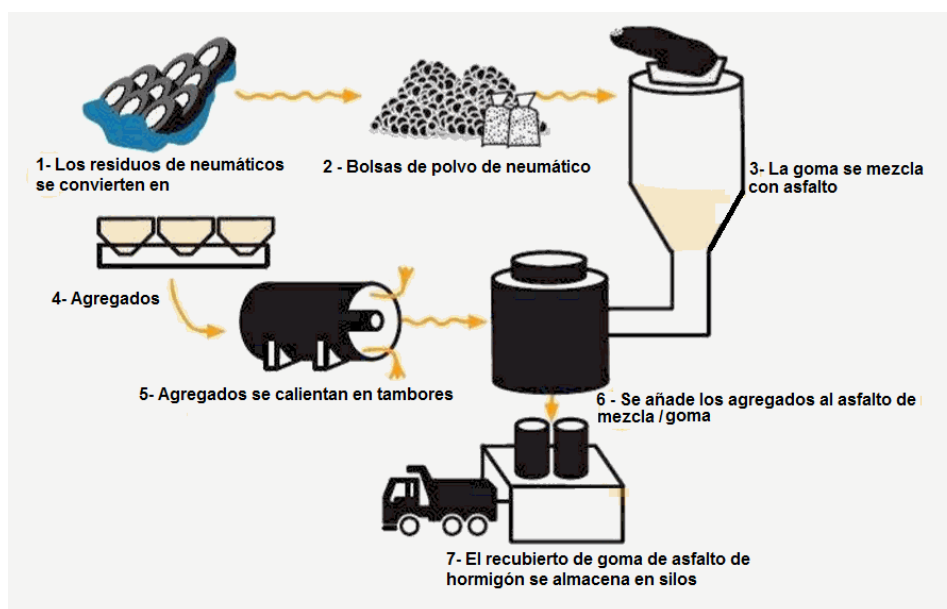 1- Los residuos de neumáticos
se convierten en
2 - Bolsas de polvo de neumático
3- La goma se mezcla
con asfalto
4- Agregados
5- Agregados se calientan en tambores
6 - Se añade los agregados al asfalto de
mezcla /goma
7- El recubierto de goma de asfalto de
hormigón se almacena en silos